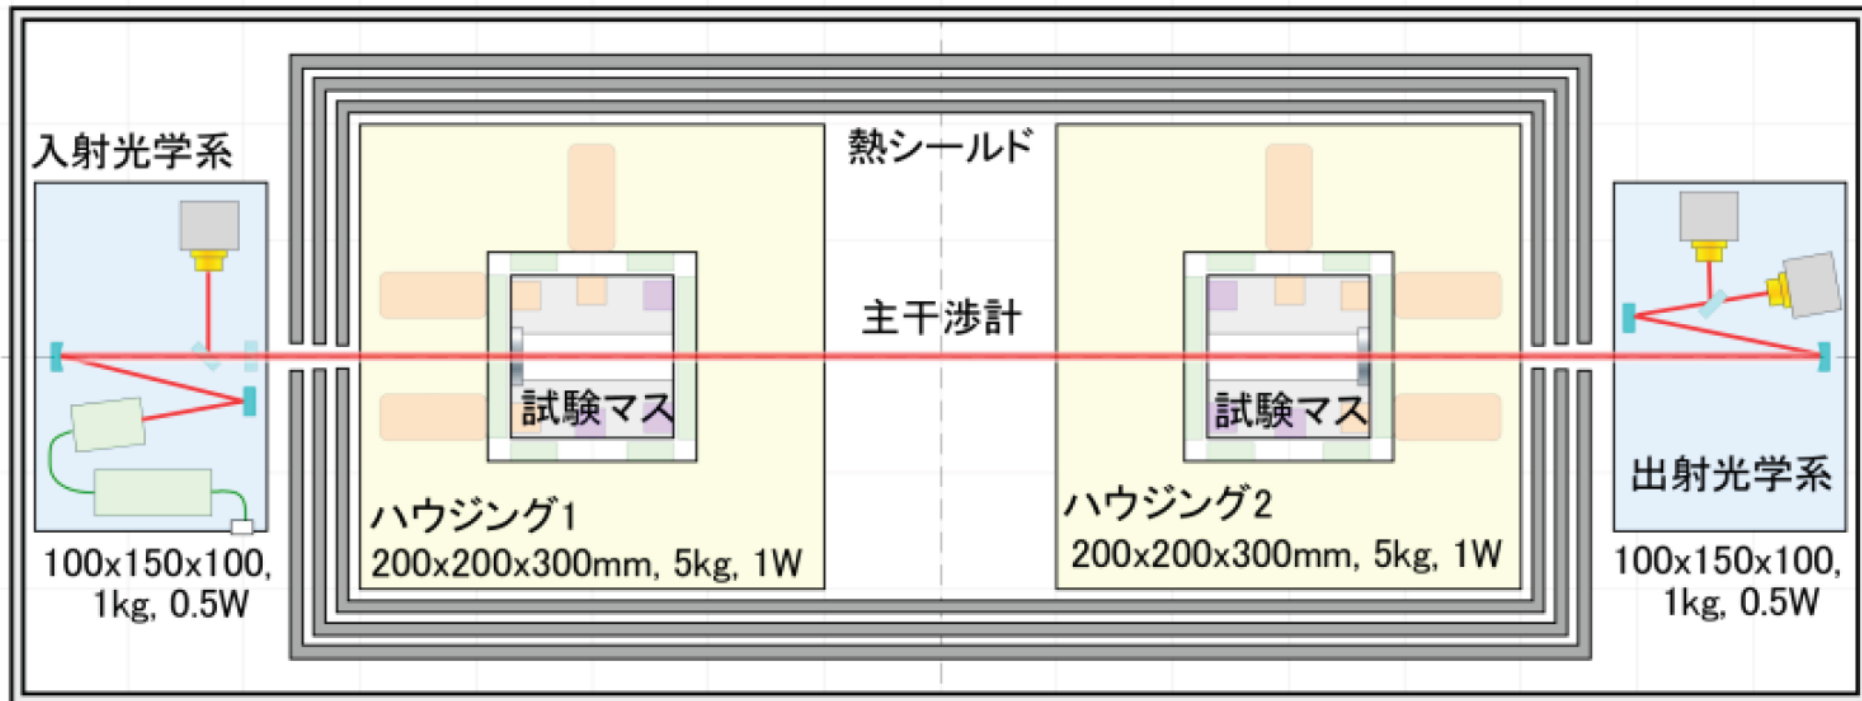 入射光学系
熱シールド
主干渉計
試験マス
試験マス
出射光学系
ハウジング1
200x200x300mm, 5kg, 1W
ハウジング2
200x200x300mm, 5kg, 1W
100x150x100,
1kg, 0.5W
100x150x100,
1kg, 0.5W